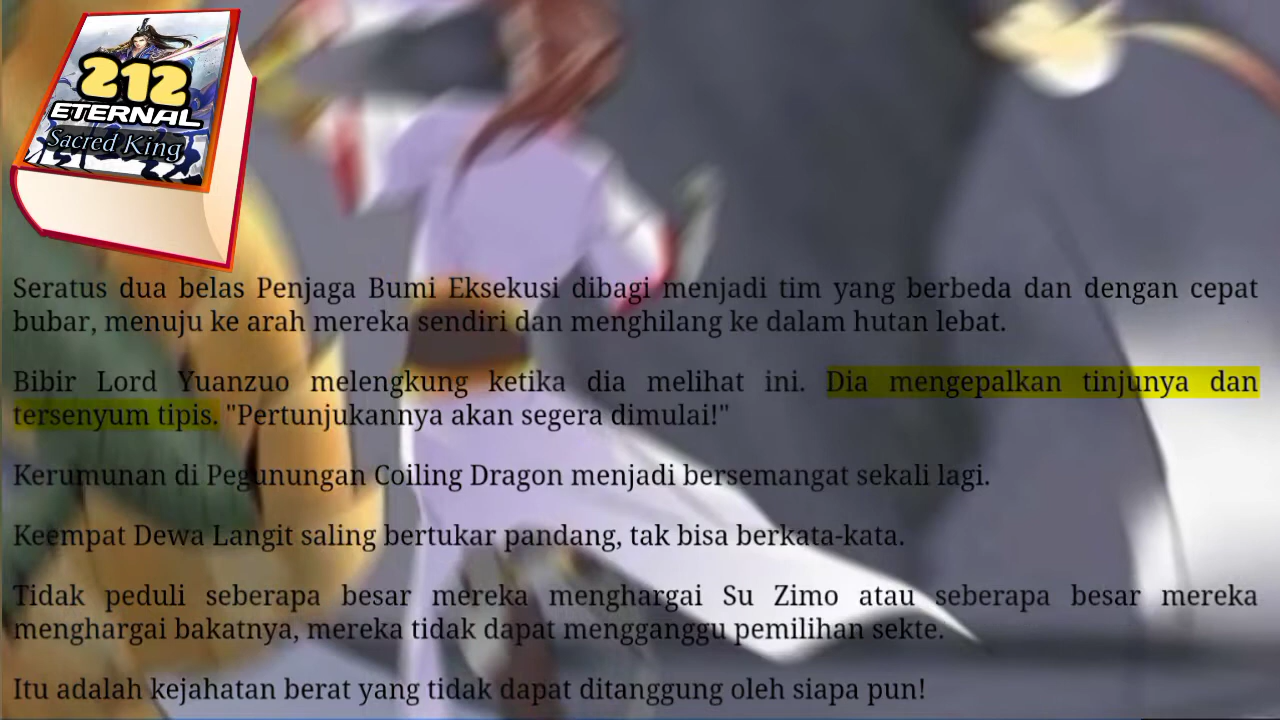 212
ETERNAL
Sacred King
Seratus dua belas Penjaga Bumi Eksekusi dibagi menjadi tim yang berbeda dan dengan cepat
bubar, menuju ke arah mereka sendiri dan menghilang ke dalam hutan lebat.
Bibir Lord Yuanzuo melengkung ketika dia melihat ini. Dia mengepalkan tinjunya dan
tersenyum tipis. "Pertunjukannya akan segera dimulai!"
Kerumunan di Pegunungan Coiling Dragon menjadi bersemangat sekali lagi.
Keempat Dewa Langit saling bertukar pandang, tak bisa berkata-kata.
Tidak peduli seberapa besar mereka menghargai Su Zimo atau seberapa besar mereka
menghargai bakatnya, mereka tidak dapat mengganggu pemilihan sekte.
Itu adalah kejahatan berat yang tidak dapat ditanggung oleh siapa pun!